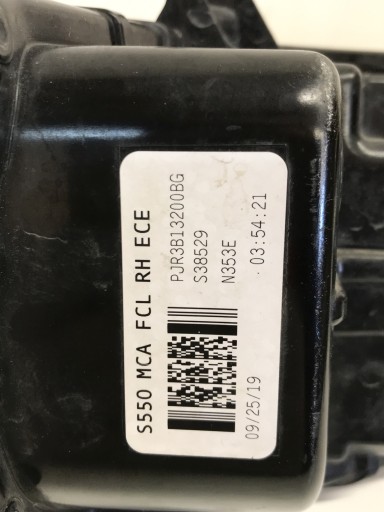 S550 MCA FCL RH ECE
PJR3B13200BG
S38529
N353E
09/25/19 03:54:21